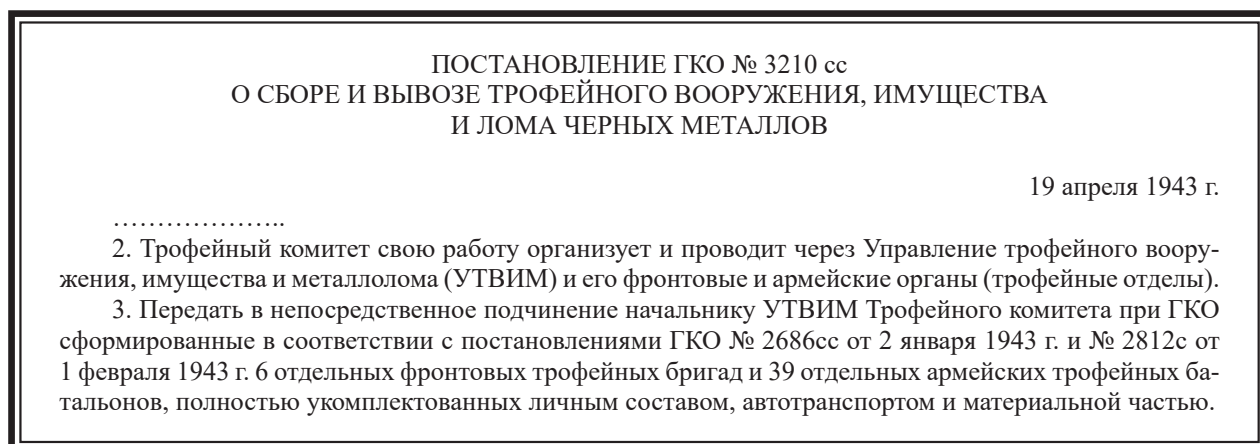 ПОСТАНОВЛЕНИЕ ГКО № 3210 сс
О СБОРЕ И ВЫВОЗЕ ТРОФЕЙНОГО ВООРУЖЕНИЯ, ИМУЩЕСТВА
И ЛОМА ЧЕРНЫХ МЕТАЛЛОВ
19 апреля 1943 г.
………………..
2. Трофейный комитет свою работу организует и проводит через Управление трофейного воору-
жения, имущества и металлолома (УТВИМ) и его фронтовые и армейские органы (трофейные отделы).
3. Передать в непосредственное подчинение начальнику УТВИМ Трофейного комитета при ГКО
сформированные в соответствии с постановлениями ГКО № 2686сс от 2 января 1943 г. и № 2812с от
1 февраля 1943 г. 6 отдельных фронтовых трофейных бригад и 39 отдельных армейских трофейных ба-
тальонов, полностью укомплектованных личным составом, автотранспортом и материальной частью.